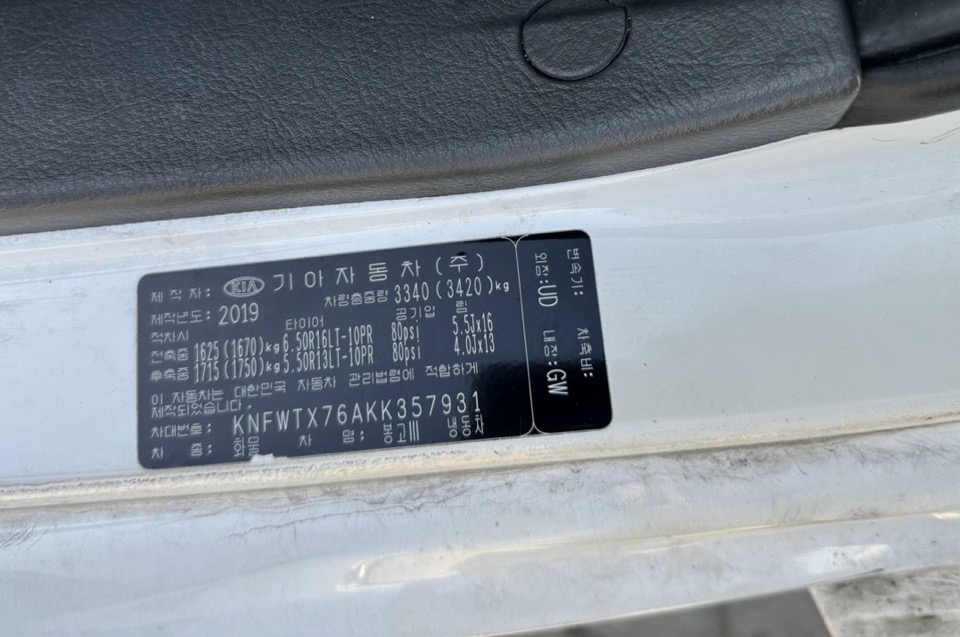 제 작 자: KIA 기아자동차(주)
제작년도: 2019 차량총중량 3340 (3420)kg
적차시 타이어 공기압 림
전축중 1625 (1670)kg 6.50R16LT-10PR 80psi 5.5Jx16
후축중 1715 (1750)kg 5.50R13LT-10PR 80psi 4.0Jx13
이 자동차는 대한민국 자동차 관리법령에 적합하게
제작되었습니다.
차대번호: KNFWTX76AKK357931
차 종: 화물 차 명: 봉고III 냉동차
변속기: 차축비:
외장: UD 내장: GW